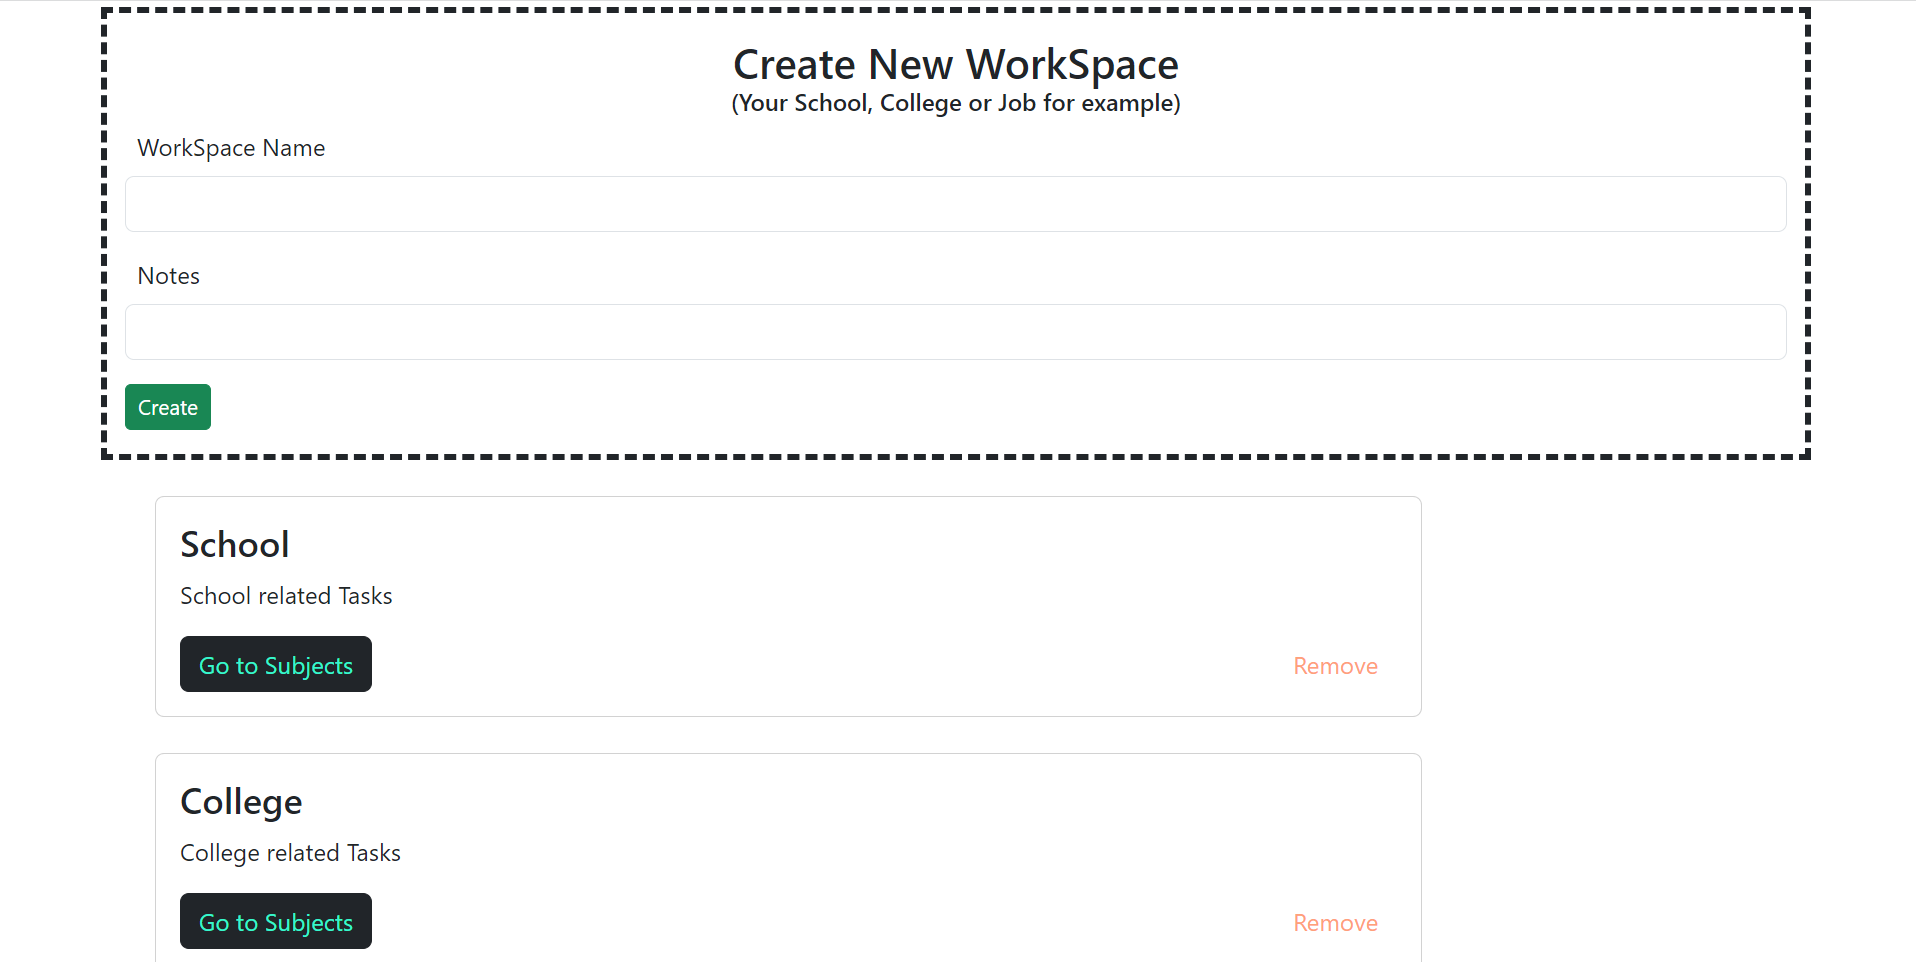 Create New WorkSpace
(Your School, College or Job for example)
WorkSpace Name
Notes
Create
School
School related Tasks
Go to Subjects
Remove
College
College related Tasks
Go to Subjects
Remove